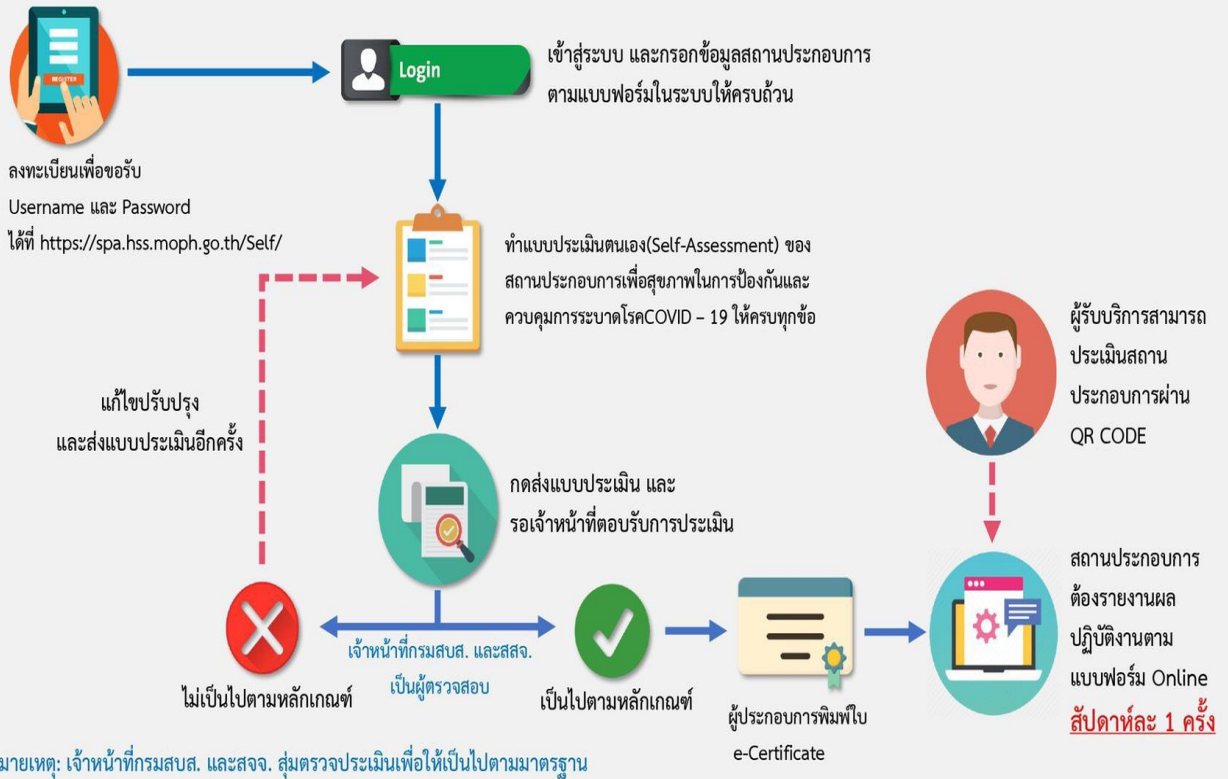 REGISTER
Login
เข้าสู่ระบบ และกรอกข้อมูลสถานประกอบการ
ตามแบบฟอร์มในระบบให้ครบถ้วน
ลงทะเบียนเพื่อขอรับ
Username และ Password
ได้ที่ https://spa.hss.moph.go.th/Self/
ทำแบบประเมินตนเอง(Self-Assessment) ของ
สถานประกอบการเพื่อสุขภาพในการป้องกันและ
ควบคุมการระบาดโรคCOVID – 19 ให้ครบทุกข้อ
ผู้รับบริการสามารถ
ประเมินสถาน
ประกอบการผ่าน
QR CODE
แก้ไขปรับปรุง
และส่งแบบประเมินอีกครั้ง
กดส่งแบบประเมิน และ
รอเจ้าหน้าที่ตอบรับการประเมิน
สถานประกอบการ
ต้องรายงานผล
ปฏิบัติงานตาม
แบบฟอร์ม Online
สัปดาห์ละ 1 ครั้ง
เจ้าหน้าที่กรมสบส. และสสจ.
เป็นผู้ตรวจสอบ
ไม่เป็นไปตามหลักเกณฑ์
เป็นไปตามหลักเกณฑ์
ผู้ประกอบการพิมพ์ใบ
e-Certificate
มายเหตุ: เจ้าหน้าที่กรมสบส. และสจจ. สุ่มตรวจประเมินเพื่อให้เป็นไปตามมาตรฐาน